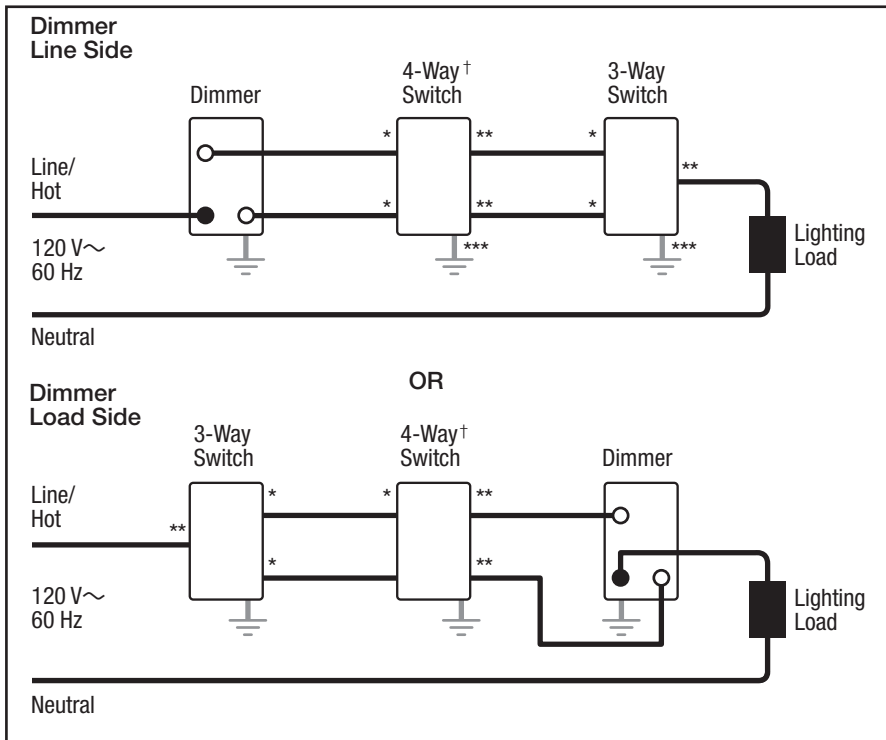 Dimmer
Line Side
Dimmer
4-Way†
Switch
3-Way
Switch
* ** *
**
* ** *
Line/
Hot
*** ***
120 V~
60 Hz
Lighting
Load
Neutral
OR
Dimmer
Load Side
3-Way
Switch
4-Way†
Switch
Dimmer
Line/
Hot
* * **
**
* **
120 V~
60 Hz
Lighting
Load
Neutral